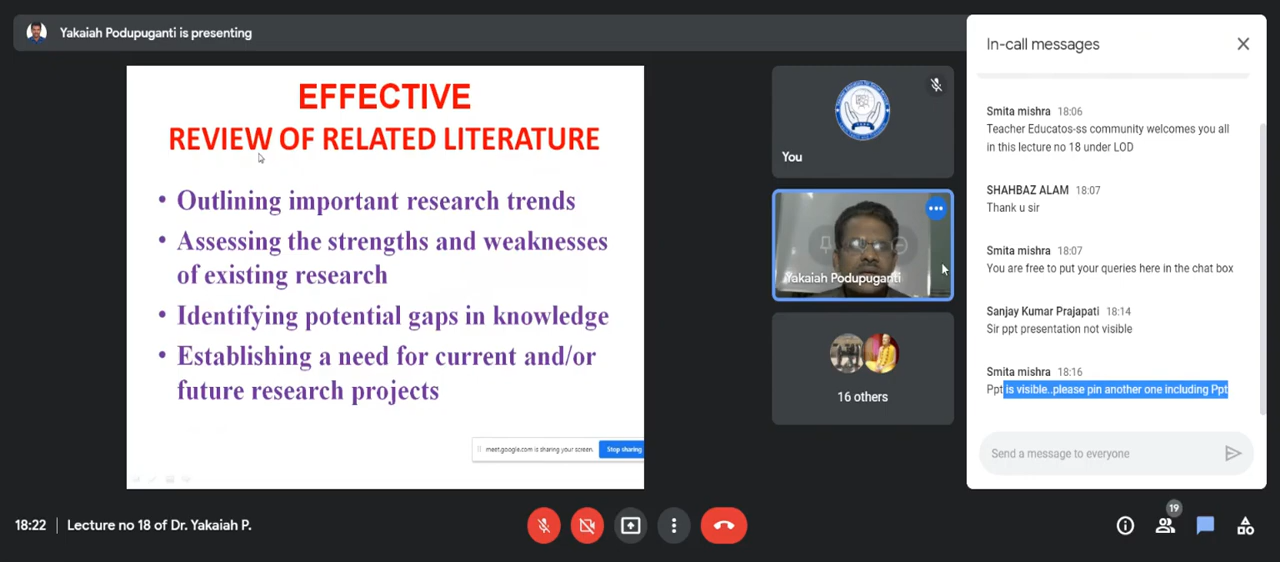 Yakaiah Podupuganti is presenting
EFFECTIVE
REVIEW OF RELATED LITERATURE
• Outlining important research trends
• Assessing the strengths and weaknesses
of existing research
• Identifying potential gaps in knowledge
• Establishing a need for current and/or
future research projects
meet.google.com is sharing your screen.
Stop sharing
You
Yakaiah Podupuganti
16 others
In-call messages
Smita mishra 18:06
Teacher Educatos-ss community welcomes you all
in this lecture no 18 under LOD
SHAHBAZ ALAM 18:07
Thank u sir
Smita mishra 18:07
You are free to put your queries here in the chat box
Sanjay Kumar Prajapati 18:14
Sir ppt presentation not visible
Smita mishra 18:16
Ppt is visible..please pin another one including Ppt
Send a message to everyone
18:22 | Lecture no 18 of Dr. Yakaiah P.
19